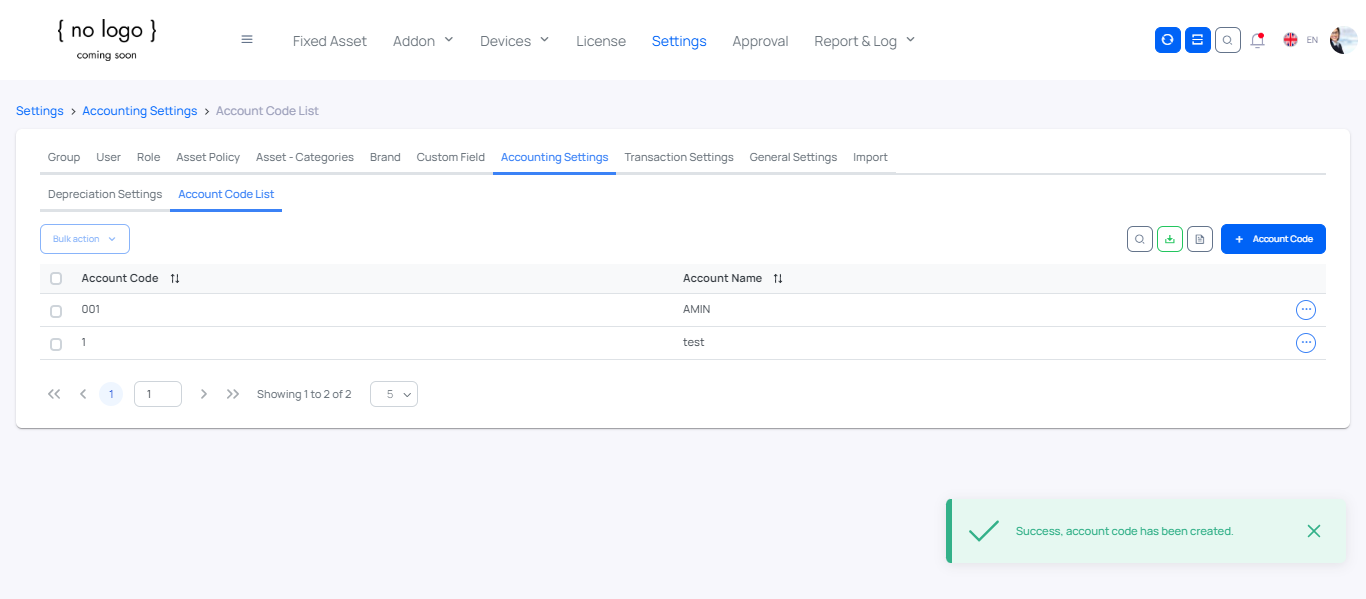 { no logo }
coming soon
Fixed Asset Addon Devices License Settings Approval Report & Log EN
Settings > Accounting Settings > Account Code List
Group User Role Asset Policy Asset - Categories Brand Custom Field Accounting Settings Transaction Settings General Settings Import
Depreciation Settings Account Code List
Bulk action + Account Code
Account Code Account Name
001 AMIN
1 test
1 1 Showing 1 to 2 of 2 5
Success, account code has been created.